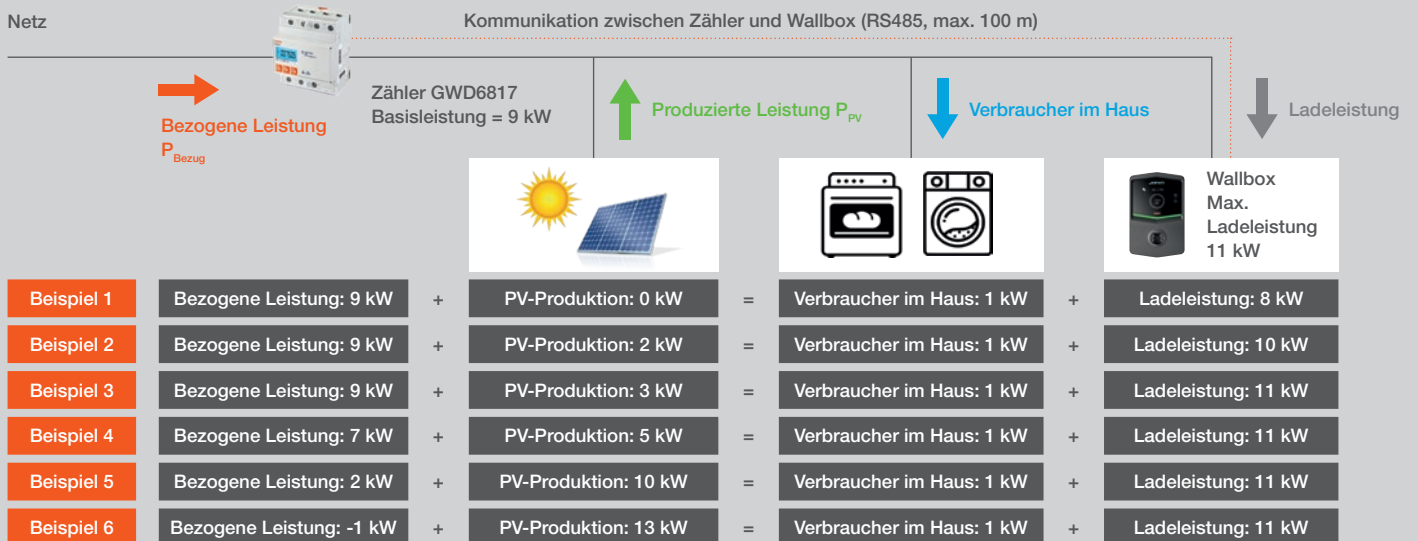 Netz
Kommunikation zwischen Zähler und Wallbox (RS485, max. 100 m)
Zähler GWD6817
Basisleistung = 9 kW
Bezogene Leistung
P_Bezug
Produzierte Leistung P_PV
Verbraucher im Haus
Ladeleistung
Wallbox
Max.
Ladeleistung
11 kW
Beispiel 1 Bezogene Leistung: 9 kW + PV-Produktion: 0 kW = Verbraucher im Haus: 1 kW + Ladeleistung: 8 kW
Beispiel 2 Bezogene Leistung: 9 kW + PV-Produktion: 2 kW = Verbraucher im Haus: 1 kW + Ladeleistung: 10 kW
Beispiel 3 Bezogene Leistung: 9 kW + PV-Produktion: 3 kW = Verbraucher im Haus: 1 kW + Ladeleistung: 11 kW
Beispiel 4 Bezogene Leistung: 7 kW + PV-Produktion: 5 kW = Verbraucher im Haus: 1 kW + Ladeleistung: 11 kW
Beispiel 5 Bezogene Leistung: 2 kW + PV-Produktion: 10 kW = Verbraucher im Haus: 1 kW + Ladeleistung: 11 kW
Beispiel 6 Bezogene Leistung: -1 kW + PV-Produktion: 13 kW = Verbraucher im Haus: 1 kW + Ladeleistung: 11 kW